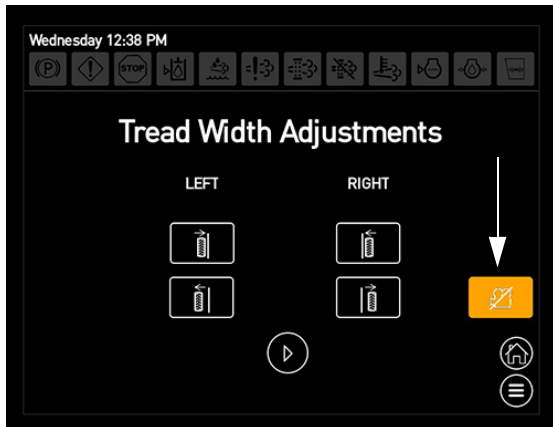 Wednesday 12:38 PM
(P)
STOP
Tread Width Adjustments
LEFT
RIGHT